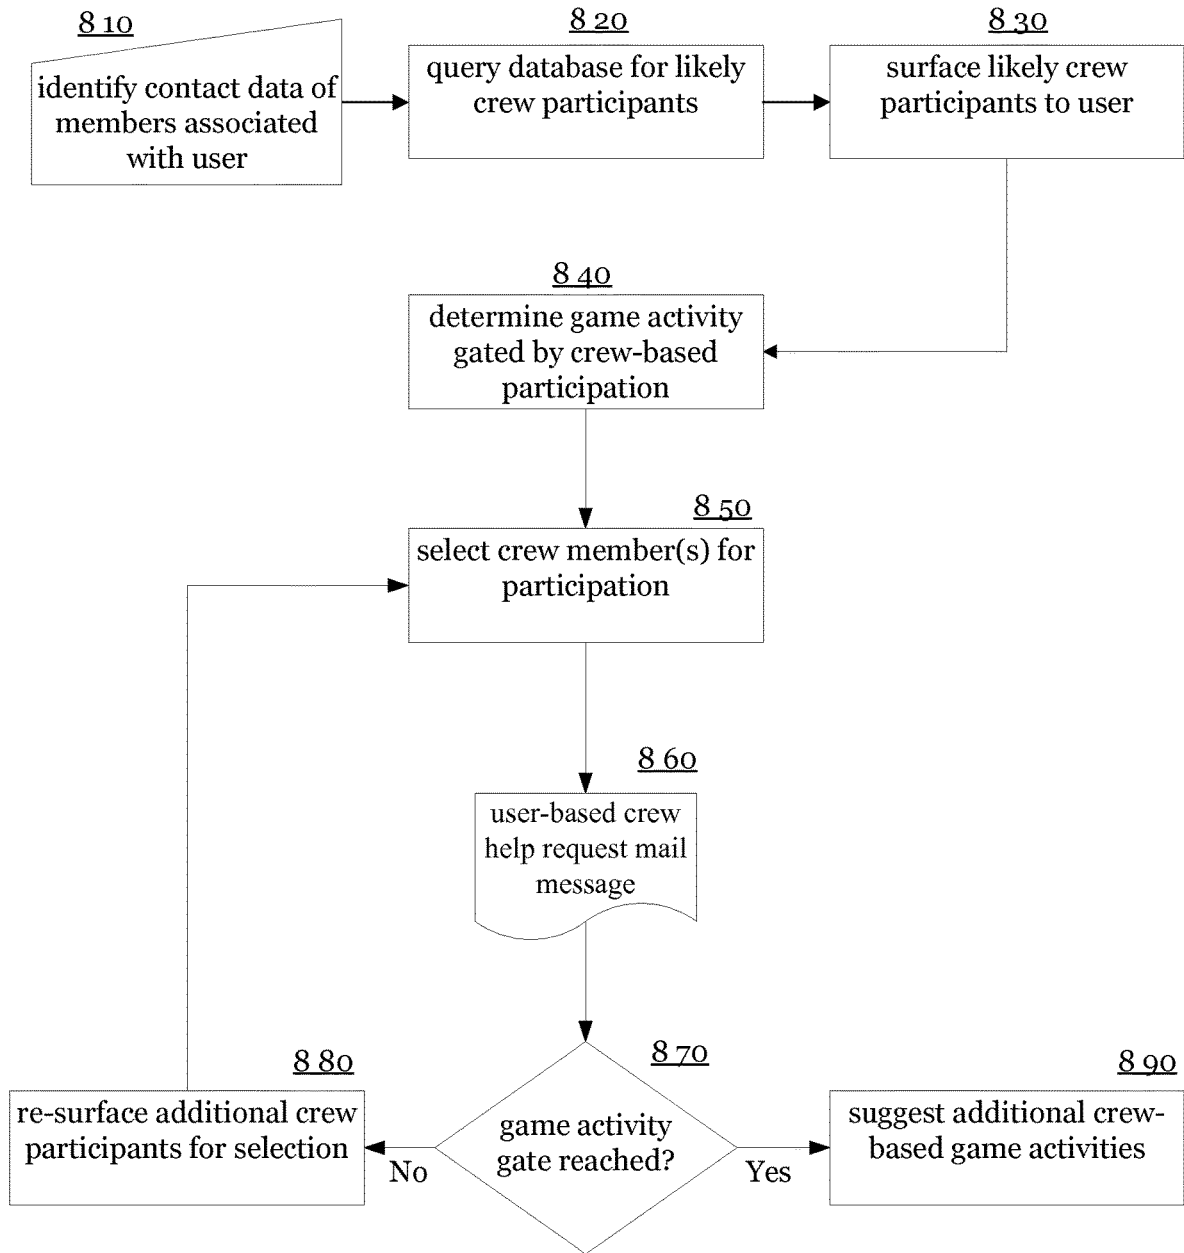 8 10
identify contact data of
members associated
with user
8 20
query database for likely
crew participants
8 30
surface likely crew
participants to user
8 40
determine game activity
gated by crew-based
participation
8 50
select crew member(s) for
participation
8 60
user-based crew
help request mail
message
8 70
game activity
gate reached?
No
Yes
8 80
re-surface additional crew
participants for selection
8 90
suggest additional crew-
based game activities